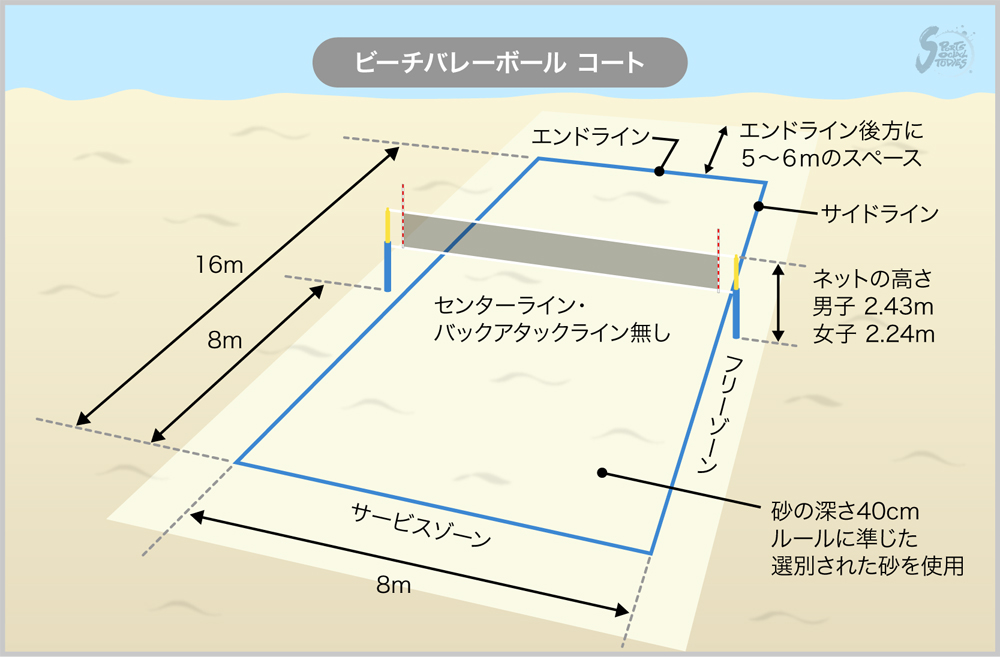 ビーチバレーボール コート
SPORTS
SOCIAL
STUDIES
エンドライン
エンドライン後方に
5〜6mのスペース
サイドライン
16m
8m
センターライン・
バックアタックライン無し
ネットの高さ
男子 2.43m
女子 2.24m
フリーゾーン
サービスゾーン
8m
砂の深さ40cm
ルールに準じた
選別された砂を使用